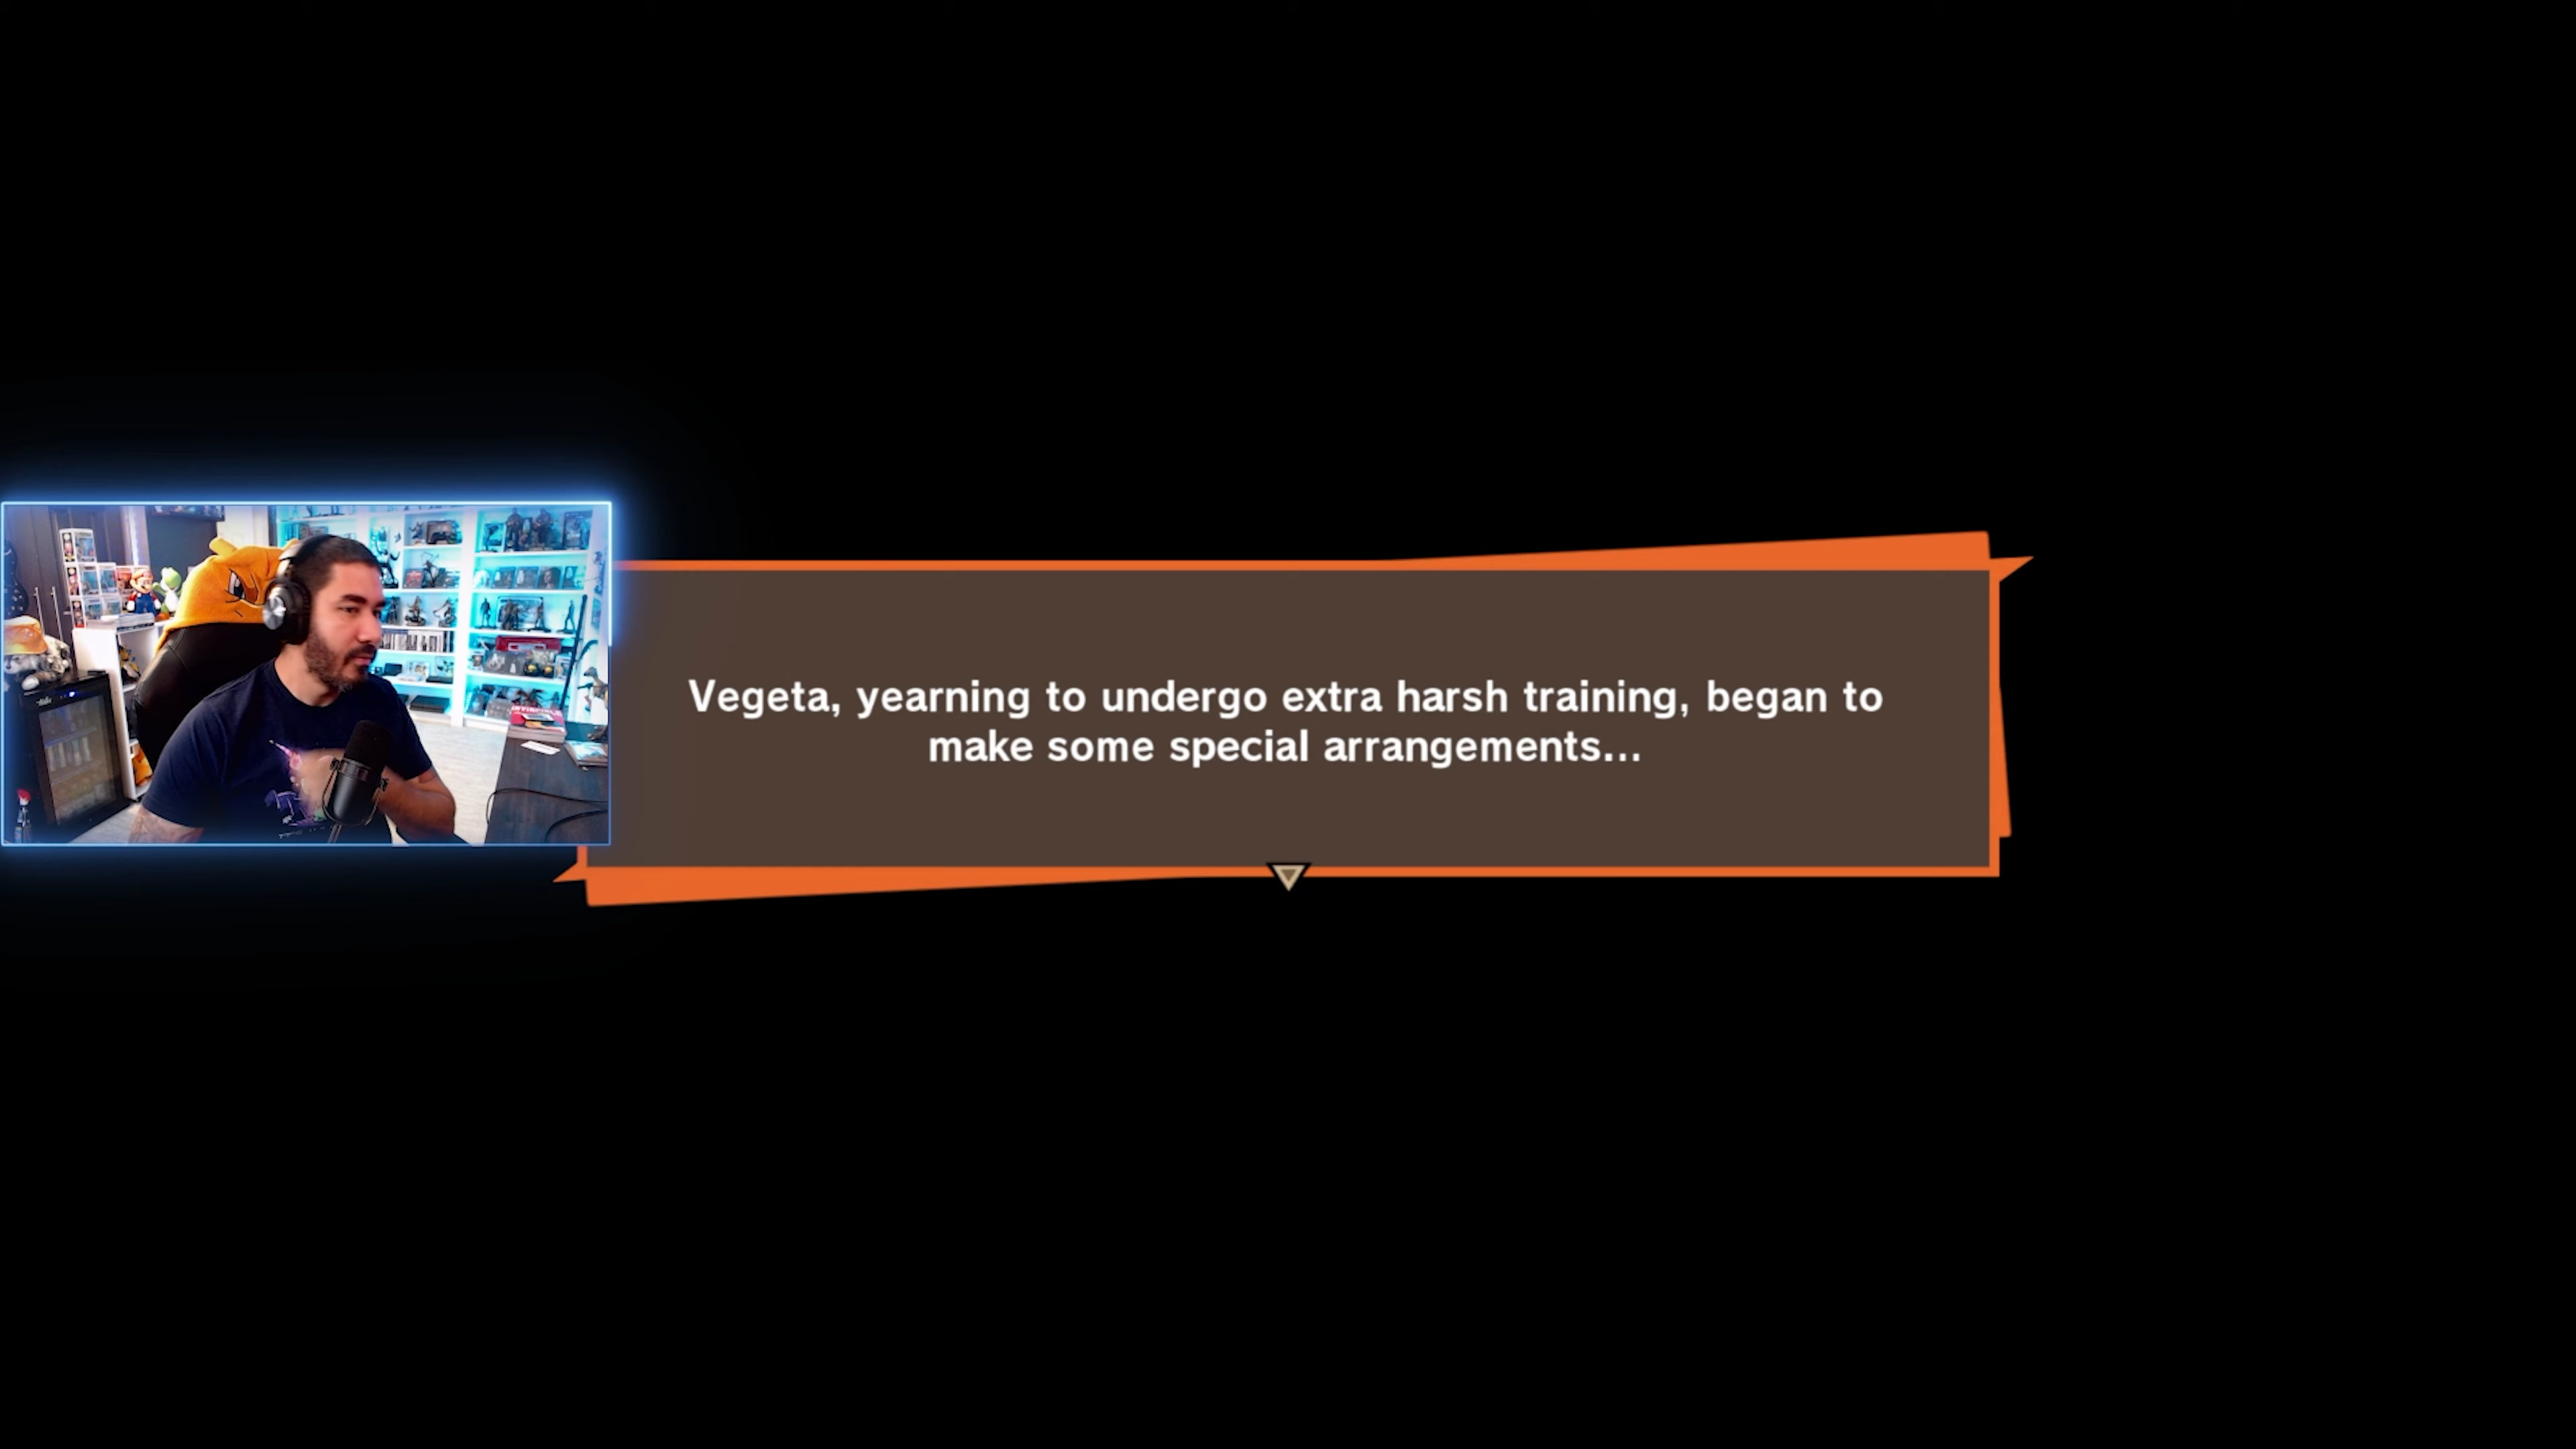 Vegeta, yearning to undergo extra harsh training, began to
make some special arrangements...